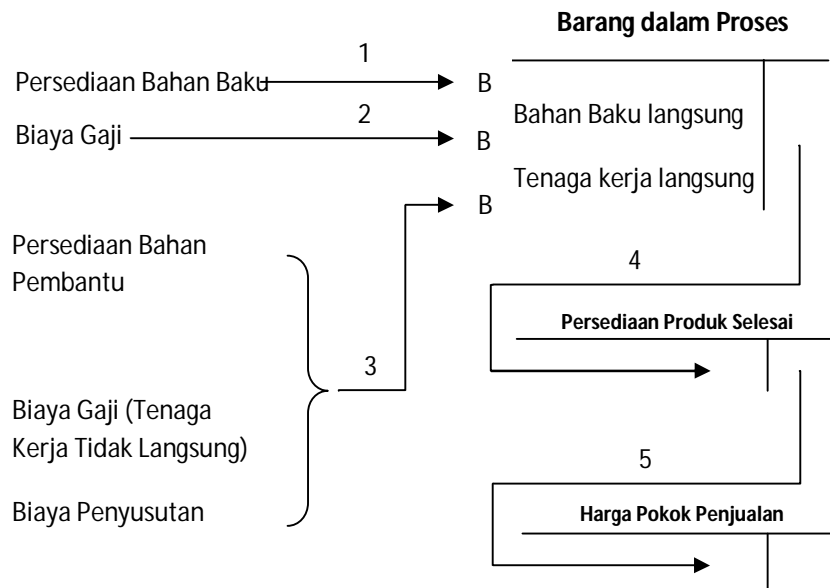 Barang dalam Proses
1
Persediaan Bahan Baku
B
2
Bahan Baku langsung
Biaya Gaji
B
Tenaga kerja langsung
B
Persediaan Bahan
Pembantu
4
Persediaan Produk Selesai
3
Biaya Gaji (Tenaga
Kerja Tidak Langsung)
5
Biaya Penyusutan
Harga Pokok Penjualan